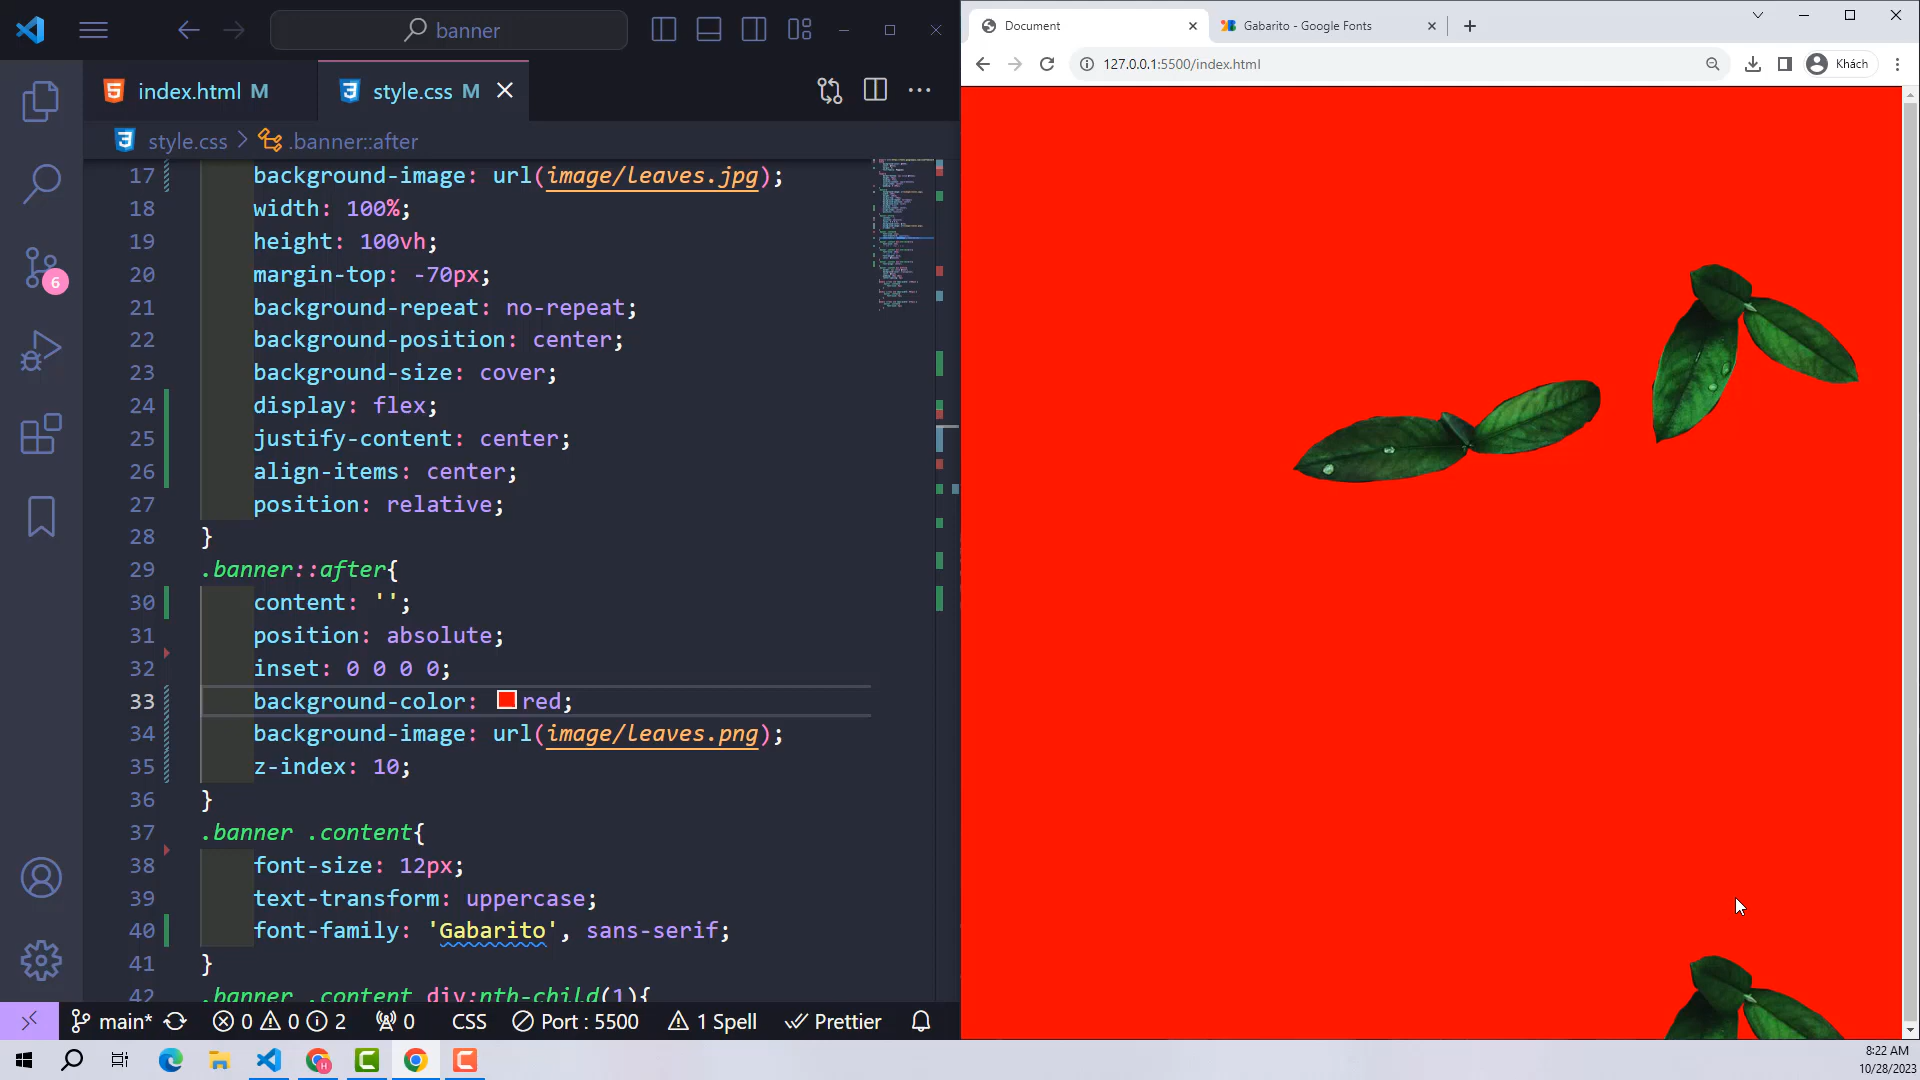 banner
Document
Gabarito - Google Fonts
127.0.0.1:5500/index.html
Khách
index.html M
style.css M
style.css > .banner::after
17 background-image: url(image/leaves.jpg);
18 width: 100%;
19 height: 100vh;
20 margin-top: -70px;
21 background-repeat: no-repeat;
22 background-position: center;
23 background-size: cover;
24 display: flex;
25 justify-content: center;
26 align-items: center;
27 position: relative;
28 }
29 .banner::after{
30 content: '';
31 position: absolute;
32 inset: 0 0 0 0;
33 background-color: red;
34 background-image: url(image/leaves.png);
35 z-index: 10;
36 }
37 .banner .content{
38 font-size: 12px;
39 text-transform: uppercase;
40 font-family: 'Gabarito', sans-serif;
41 }
42 .banner .content div:nth-child(1){
6
main* 0 0 2 0 CSS Port : 5500 1 Spell Prettier
8:22 AM
10/28/2023